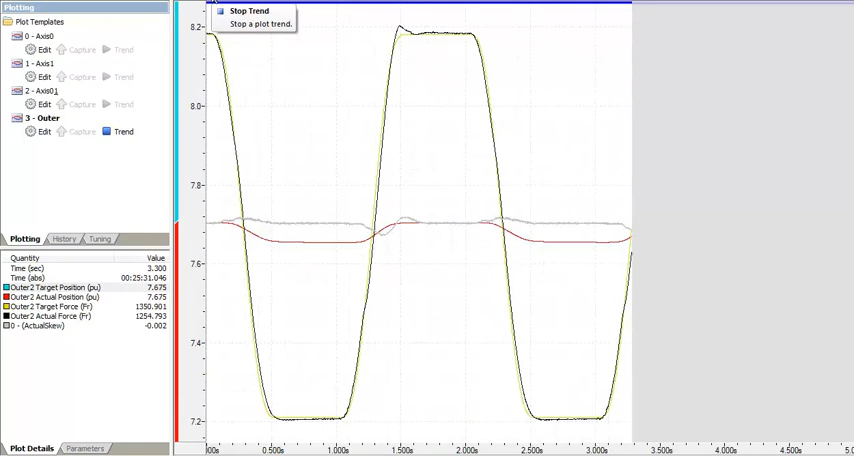 Plotting
Plot Templates
0 - Axis0
Edit Capture Trend
1 - Axis1
Edit Capture Trend
2 - Axis01
Edit Capture Trend
3 - Outer
Edit Capture Trend
Plotting History Tuning
Quantity Value
Time (sec) 3.300
Time (abs) 00:25:31.046
Outer2 Target Position (pu) 7.675
Outer2 Actual Position (pu) 7.675
Outer2 Target Force (Fr) 1350.901
Outer2 Actual Force (Fr) 1254.793
0 - (ActualSkew) -0.002
Plot Details Parameters
Stop Trend
Stop a plot trend.
8.2
8.0
7.8
7.6
7.4
7.2
00s 0.500s 1.000s 1.500s 2.000s 2.500s 3.000s 3.500s 4.000s 4.500s 5.0